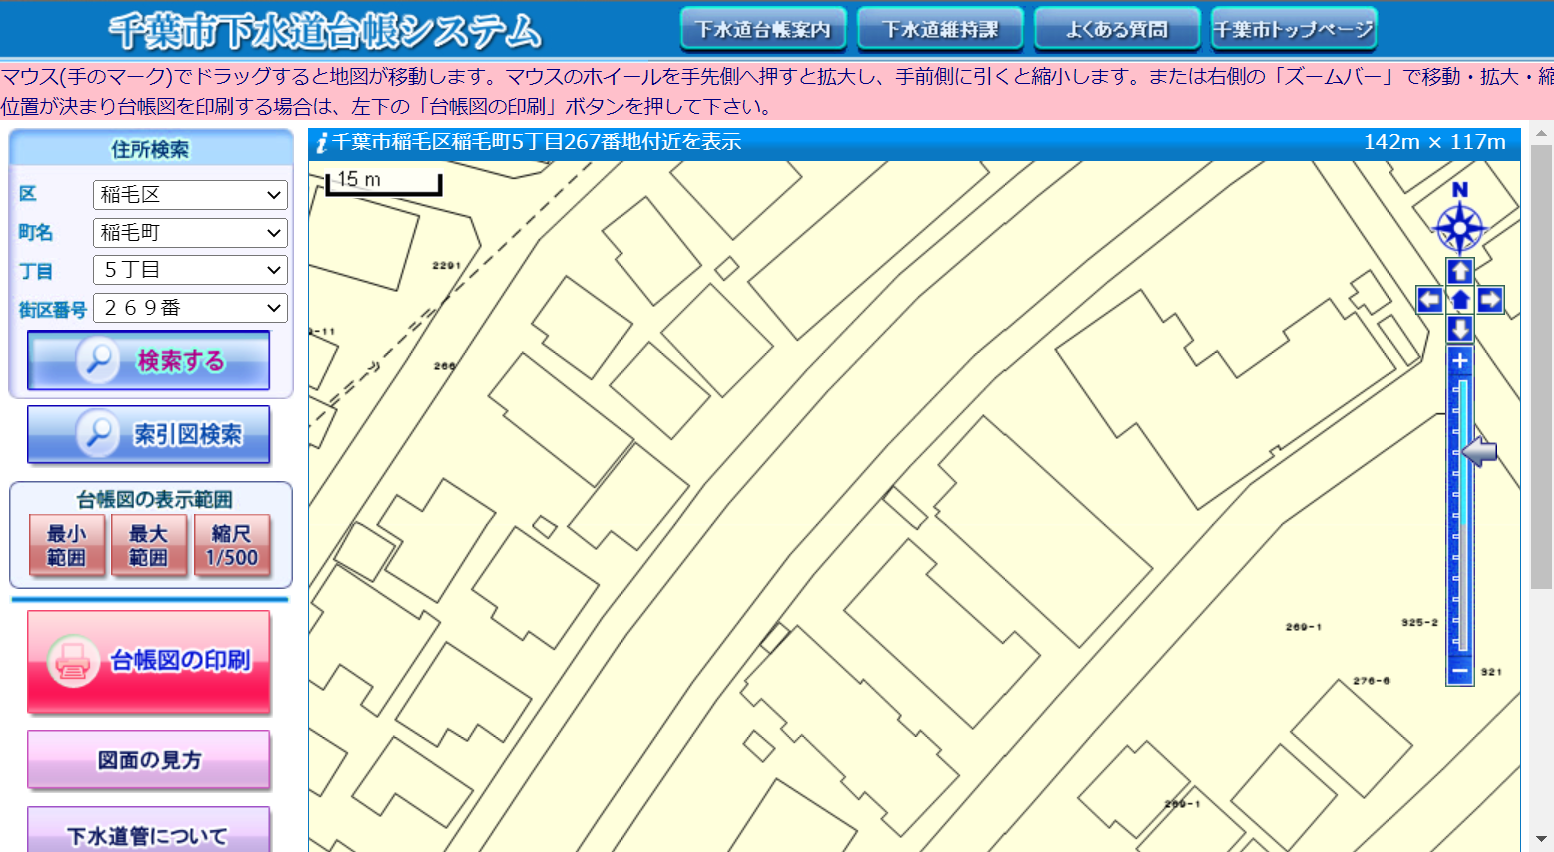 千葉市下水道台帳システム
下水道台帳案内
下水道維持課
よくある質問
千葉市トップページ
マウス(手のマーク)でドラッグすると地図が移動します。マウスのホイールを手先側へ押すと拡大し、手前側に引くと縮小します。または右側の「ズームバー」で移動・拡大・縮
位置が決まり台帳図を印刷する場合は、左下の「台帳図の印刷」ボタンを押して下さい。
住所検索
区 稲毛区
町名 稲毛町
丁目 5丁目
街区番号 269番
検索する
索引図検索
台帳図の表示範囲
最小
範囲
最大
範囲
縮尺
1/500
台帳図の印刷
図面の見方
下水道管について
i 千葉市稲毛区稲毛町5丁目267番地付近を表示
142m × 117m
15 m
N
2291
9-11
266
269-1
325-2
321
276-6
269-1